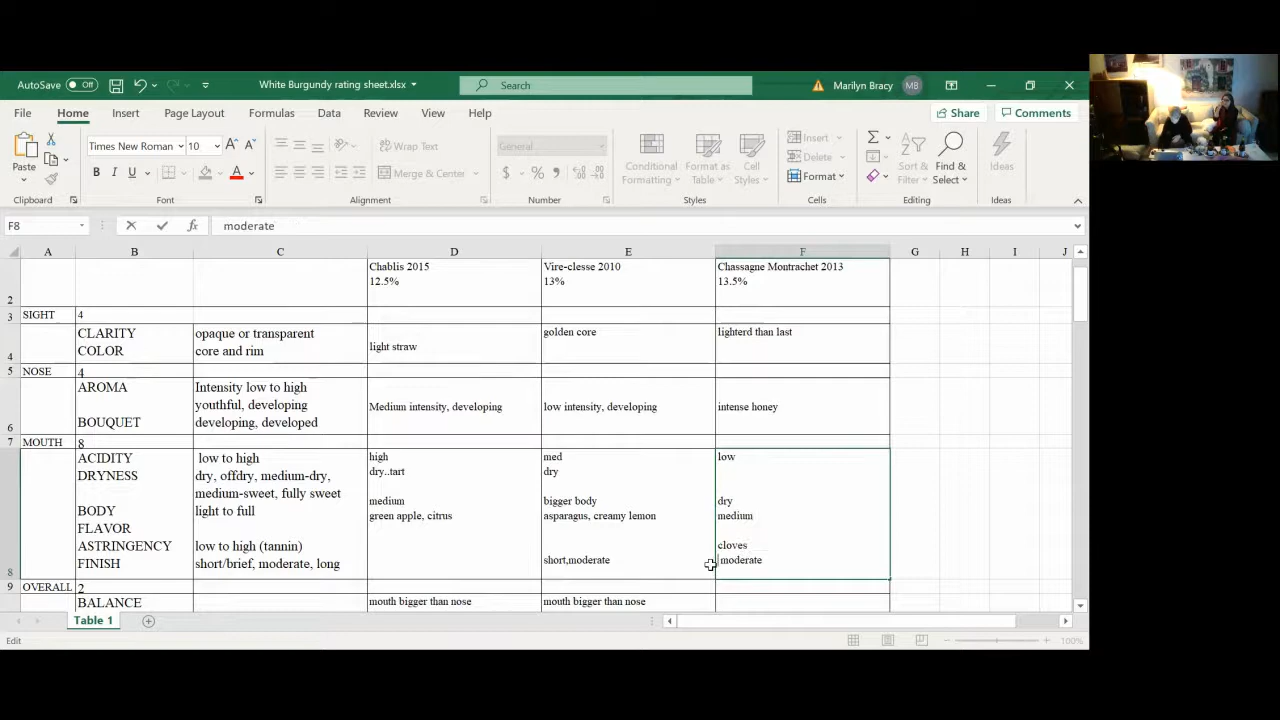 AutoSave Off White Burgundy rating sheet.xlsx Search Marilyn Bracy MB
File Home Insert Page Layout Formulas Data Review View Help Share Comments
Paste Times New Roman 10 A A Wrap Text General Conditional Formatting Format as Table Cell Styles Insert Delete Format Sort & Filter Find & Select Ideas
B I U A Merge & Center $ % 9
Clipboard Font Alignment Number Styles Cells Editing Ideas
F8 fx moderate
A B C D E F G H I J
2 Chablis 2015 Vire-clesse 2010 Chassagne Montrachet 2013
12.5% 13% 13.5%
3 SIGHT 4
4 CLARITY opaque or transparent golden core lighterd than last
COLOR core and rim light straw
5 NOSE 4
6 AROMA Intensity low to high
youthful, developing Medium intensity, developing low intensity, developing intense honey
BOUQUET developing, developed
7 MOUTH 8
8 ACIDITY low to high high med low
DRYNESS dry, offdry, medium-dry, dry..tart dry
medium-sweet, fully sweet medium bigger body dry
BODY light to full green apple, citrus asparagus, creamy lemon medium
FLAVOR
ASTRINGENCY low to high (tannin) cloves
FINISH short/brief, moderate, long short,moderate moderate
9 OVERALL 2
BALANCE mouth bigger than nose mouth bigger than nose
Table 1
Edit 100%